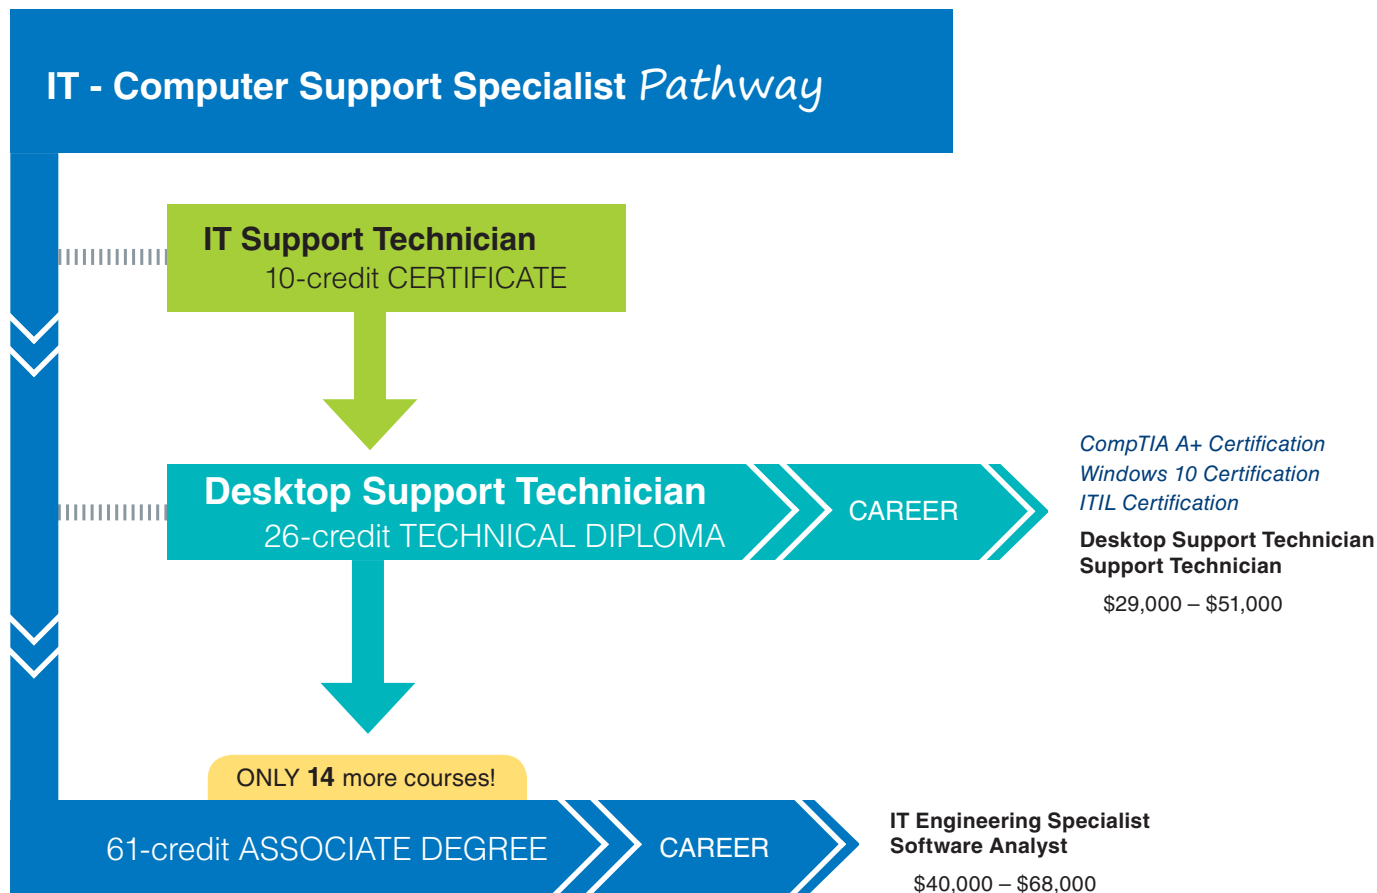 IT - Computer Support Specialist Pathway
IT Support Technician
10-credit CERTIFICATE
Desktop Support Technician
26-credit TECHNICAL DIPLOMA
CAREER
CompTIA A+ Certification
Windows 10 Certification
ITIL Certification
Desktop Support Technician
Support Technician
$29,000 – $51,000
ONLY 14 more courses!
61-credit ASSOCIATE DEGREE
CAREER
IT Engineering Specialist
Software Analyst
$40,000 – $68,000